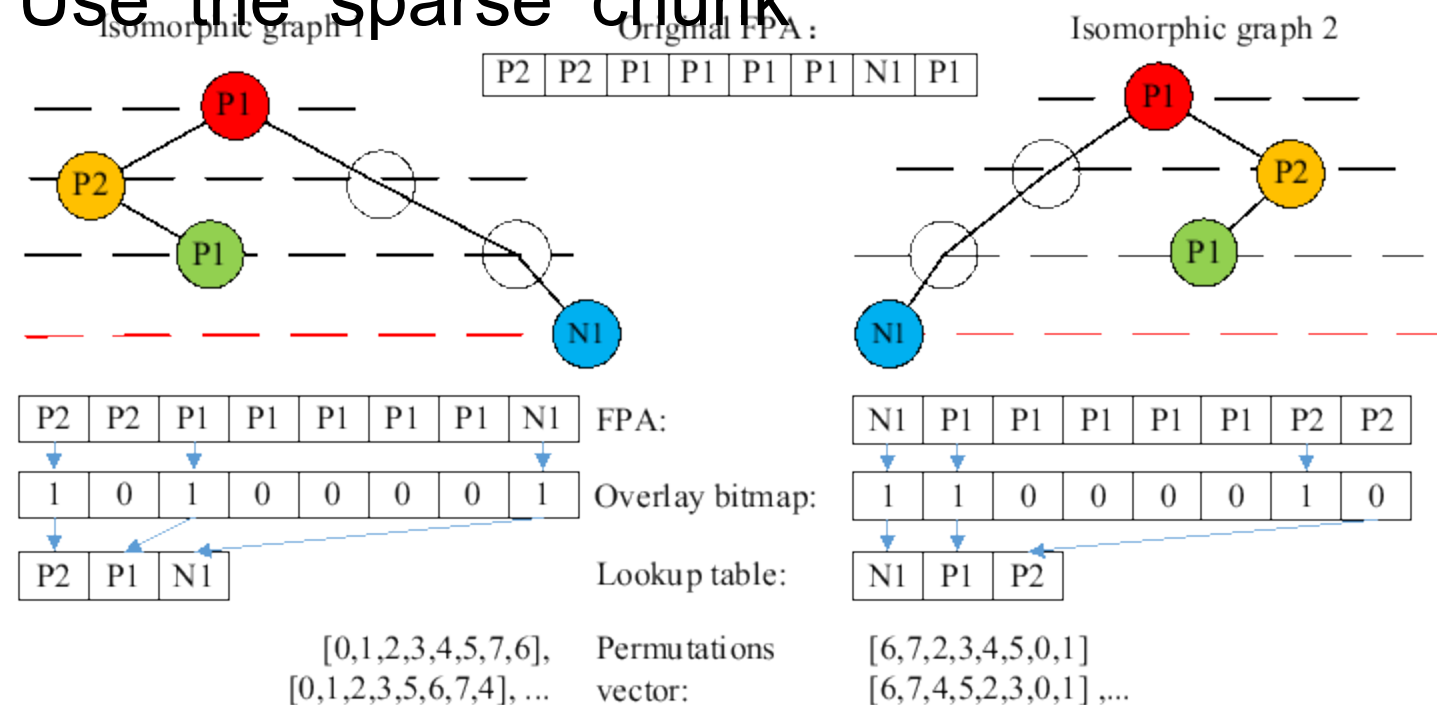 Use the sparse chunk
Isomorphic graph 1
Original FPA:
Isomorphic graph 2
P2 P2 P1 P1 P1 P1 N1 P1
P1
P1
P2
P2
P1
P1
N1
N1
P2 P2 P1 P1 P1 P1 P1 N1 FPA: N1 P1 P1 P1 P1 P1 P2 P2
1 0 1 0 0 0 0 1 Overlay bitmap: 1 1 0 0 0 0 1 0
P2 P1 N1 Lookup table: N1 P1 P2
[0,1,2,3,4,5,7,6], Permutations [6,7,2,3,4,5,0,1]
[0,1,2,3,5,6,7,4], ... vector: [6,7,4,5,2,3,0,1] ,...